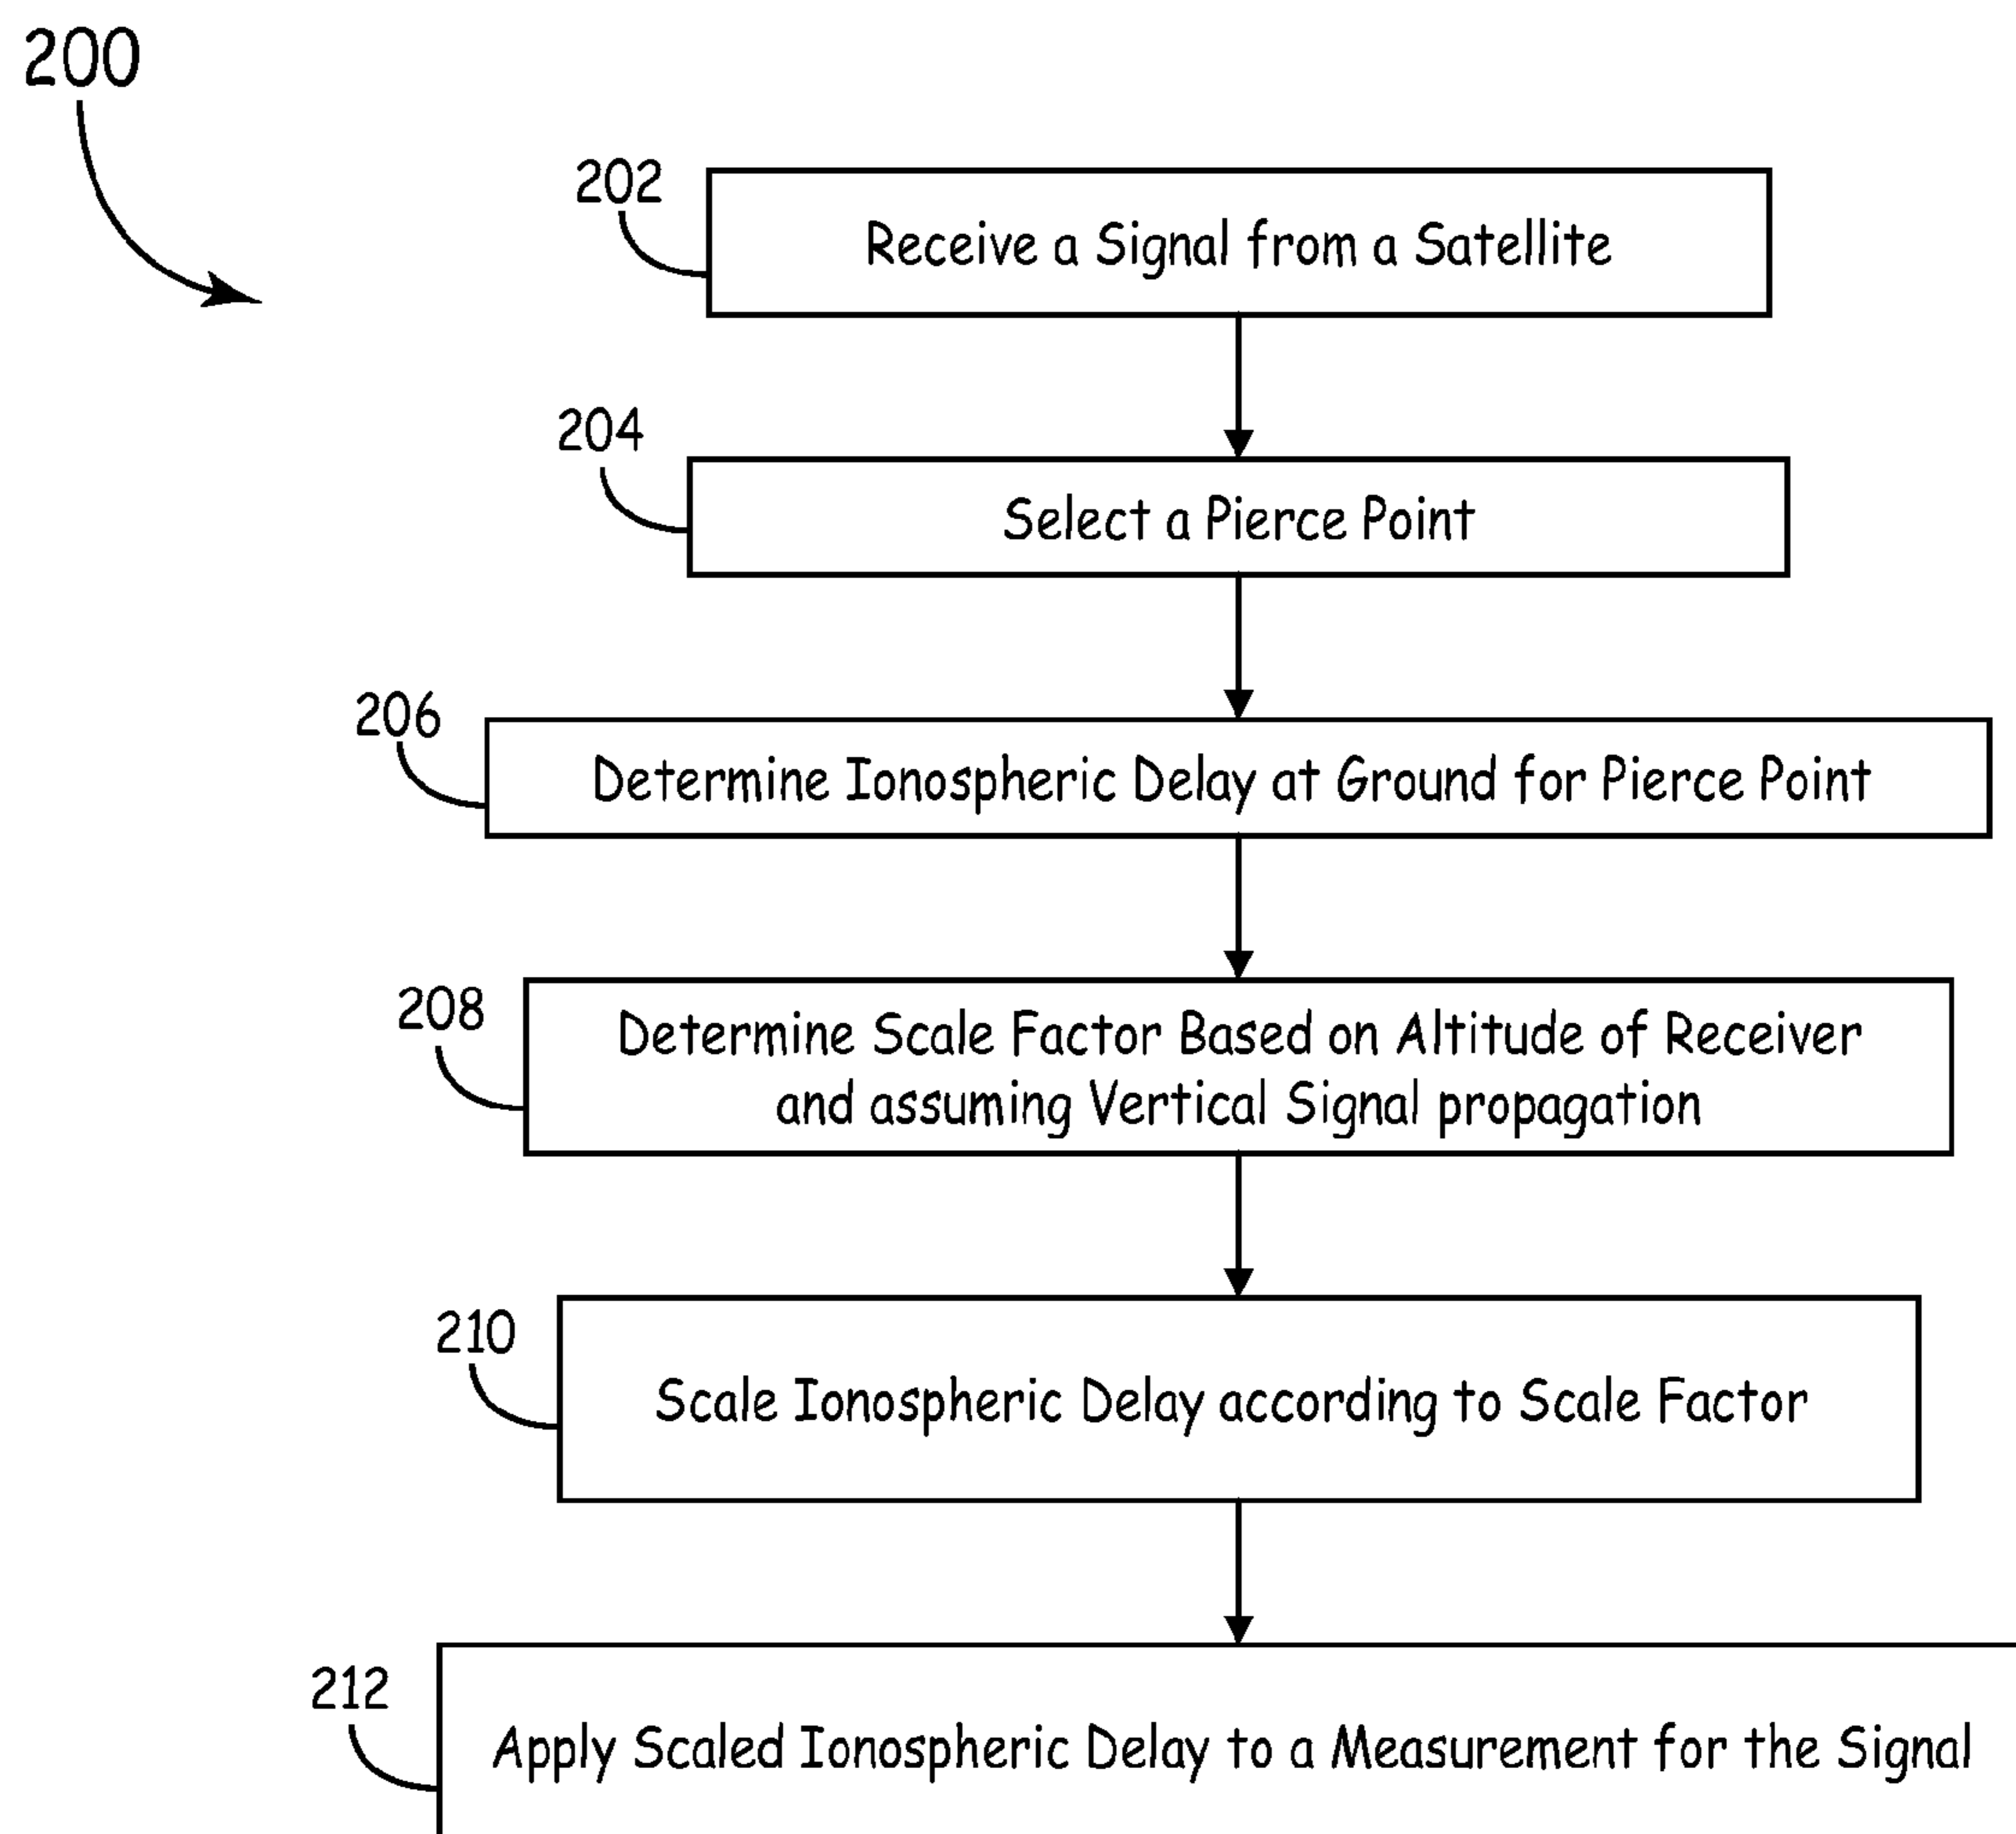 200
202
Receive a Signal from a Satellite
204
Select a Pierce Point
206
Determine Ionospheric Delay at Ground for Pierce Point
208
Determine Scale Factor Based on Altitude of Receiver
and assuming Vertical Signal propagation
210
Scale Ionospheric Delay according to Scale Factor
212
Apply Scaled Ionospheric Delay to a Measurement for the Signal